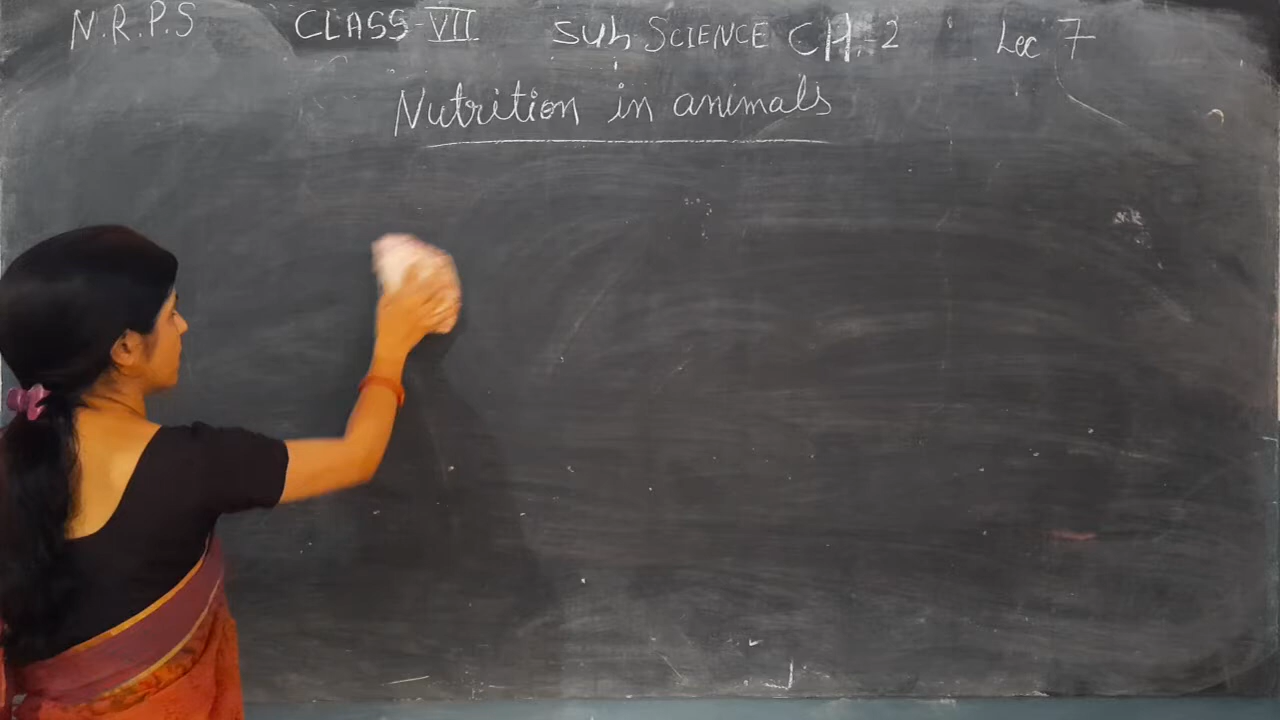 N.R.P.S CLASS-VII Sub SCIENCE CH.-2 Lec 7
Nutrition in animals